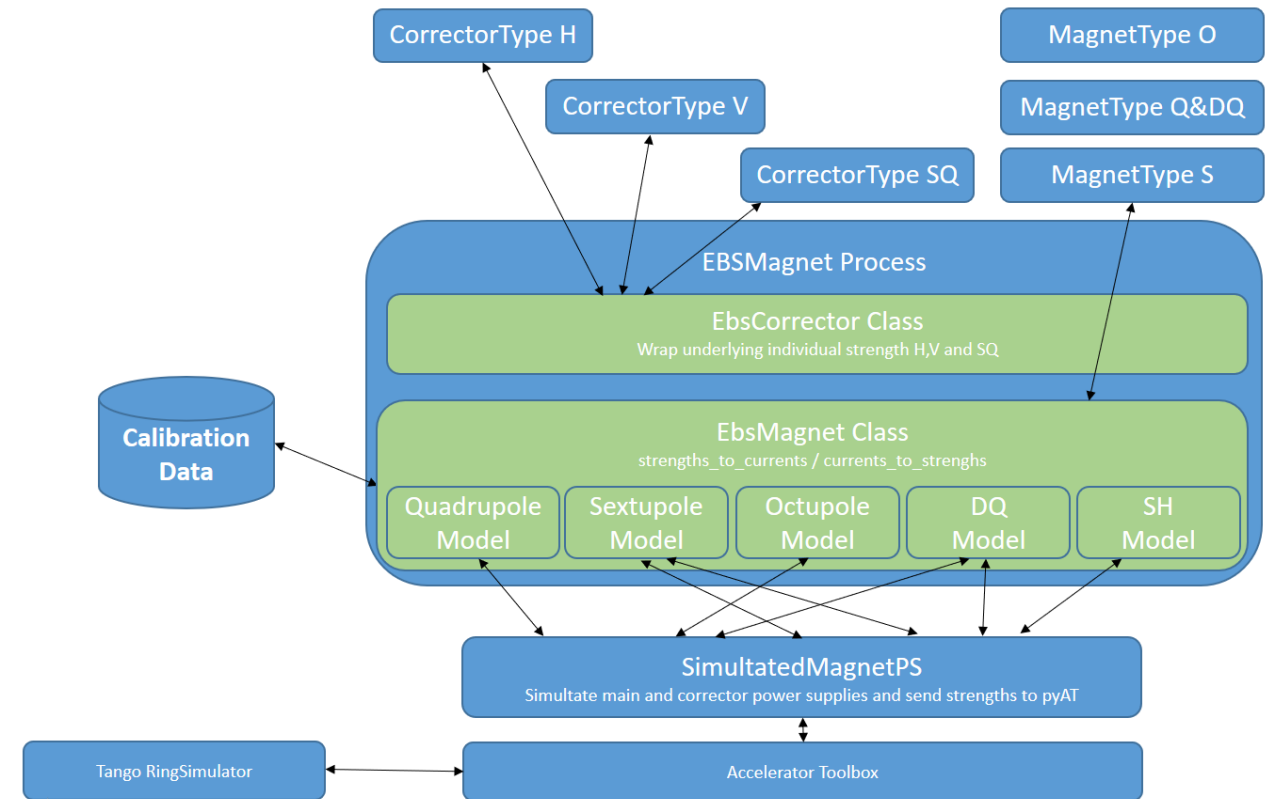 CorrectorType H
MagnetType O
CorrectorType V
MagnetType Q&DQ
CorrectorType SQ
MagnetType S
EBSMagnet Process
EbsCorrector Class
Wrap underlying individual strength H,V and SQ
Calibration
Data
EbsMagnet Class
strengths_to_currents / currents_to_strenghs
Quadrupole
Model
Sextupole
Model
Octupole
Model
DQ
Model
SH
Model
SimultatedMagnetPS
Simultate main and corrector power supplies and send strengths to pyAT
Tango RingSimulator
Accelerator Toolbox